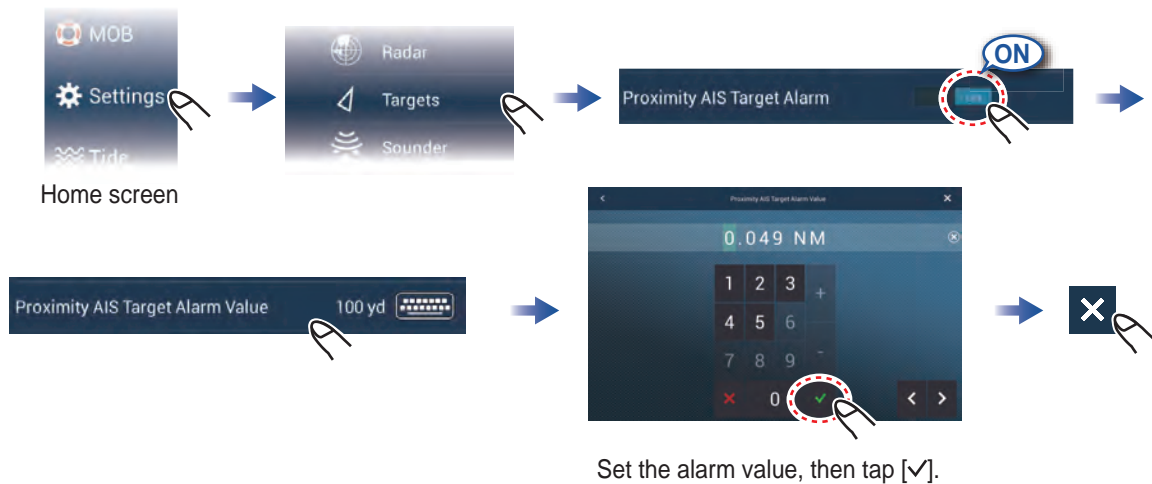 MOB
Settings
Tide
Home screen
Radar
Targets
Sounder
Proximity AIS Target Alarm
ON
Proximity AIS Target Alarm Value 100 yd
Proximity AIS Target Alarm Value
0.049 NM
1 2 3 +
4 5 6
7 8 9 -
0
Set the alarm value, then tap [✓].